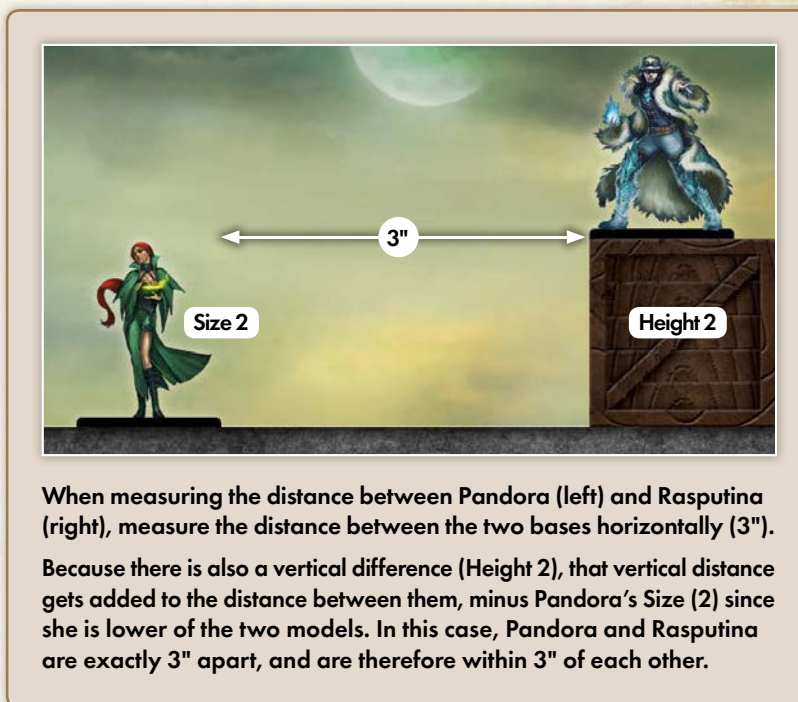 3"
Size 2
Height 2
When measuring the distance between Pandora (left) and Rasputina
(right), measure the distance between the two bases horizontally (3").
Because there is also a vertical difference (Height 2), that vertical distance
gets added to the distance between them, minus Pandora's Size (2) since
she is lower of the two models. In this case, Pandora and Rasputina
are exactly 3" apart, and are therefore within 3" of each other.